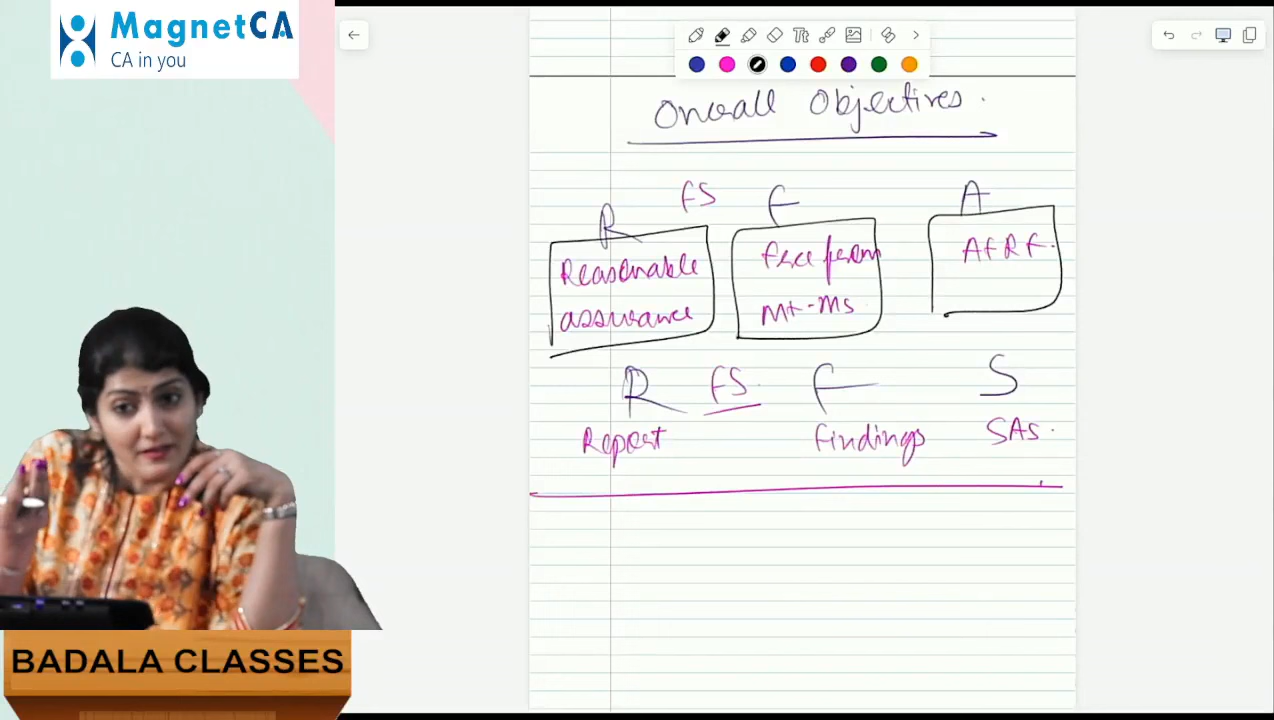 MagnetCA
CA in you
Tt
Overall Objectives.
R FS F A
Reasonable
assurance
free from
Mt-Ms
AFRF.
R FS. F S
Report findings SAs.
BADALA CLASSES